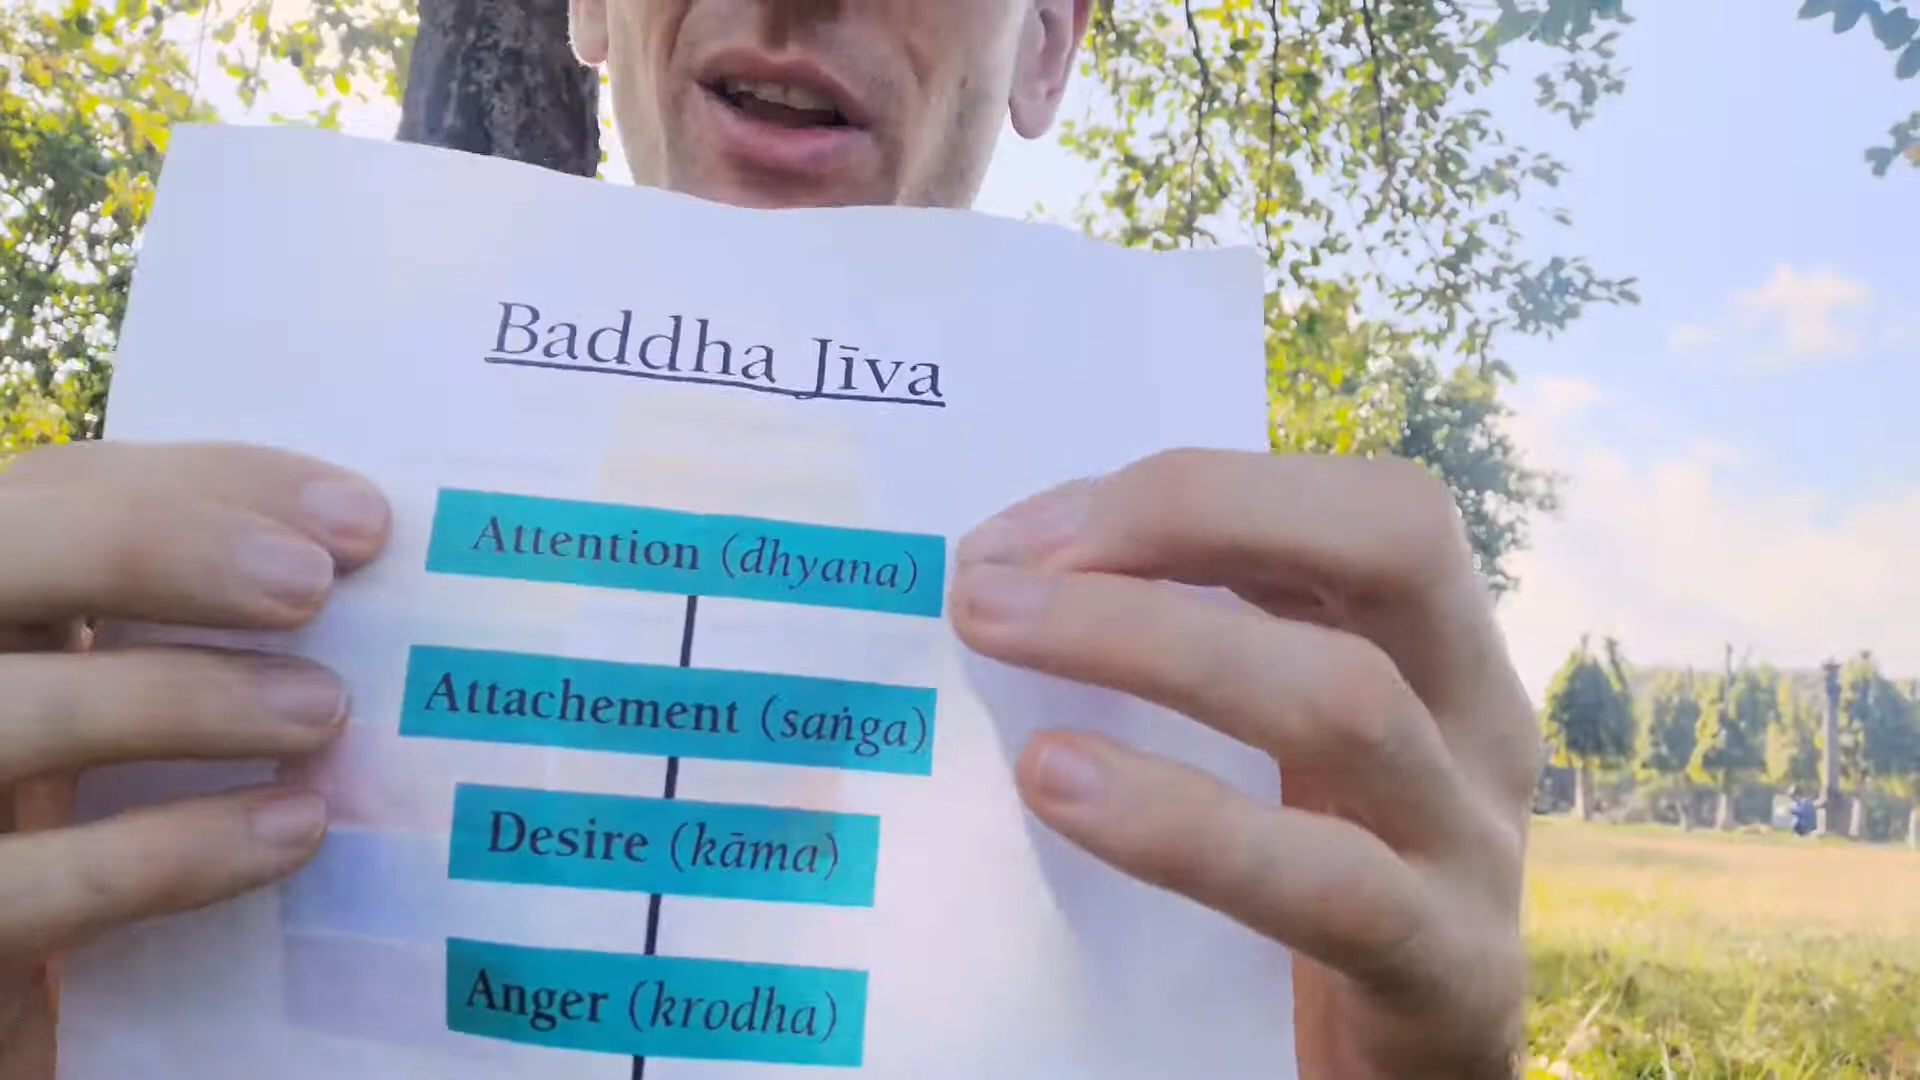 Baddha Jīva
Attention (dhyana)
Attachement (saṅga)
Desire (kāma)
Anger (krodha)